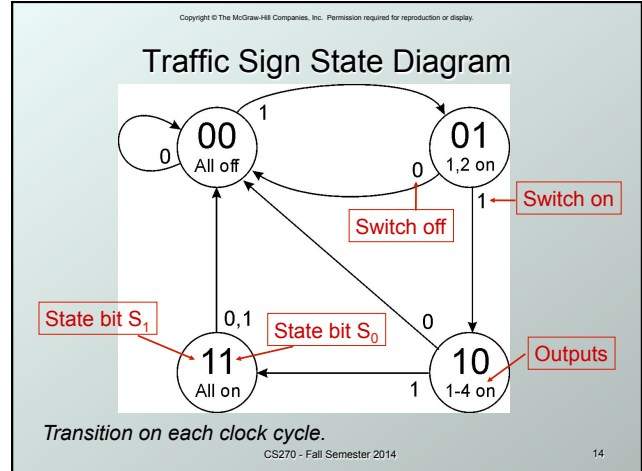 Copyright © The McGraw-Hill Companies, Inc. Permission required for reproduction or display.
Traffic Sign State Diagram
00
All off
1
01
1,2 on
0
0
Switch off
1
Switch on
State bit S₁
0,1
State bit S₀
0
11
All on
1
10
1-4 on
Outputs
Transition on each clock cycle.
CS270 - Fall Semester 2014
14